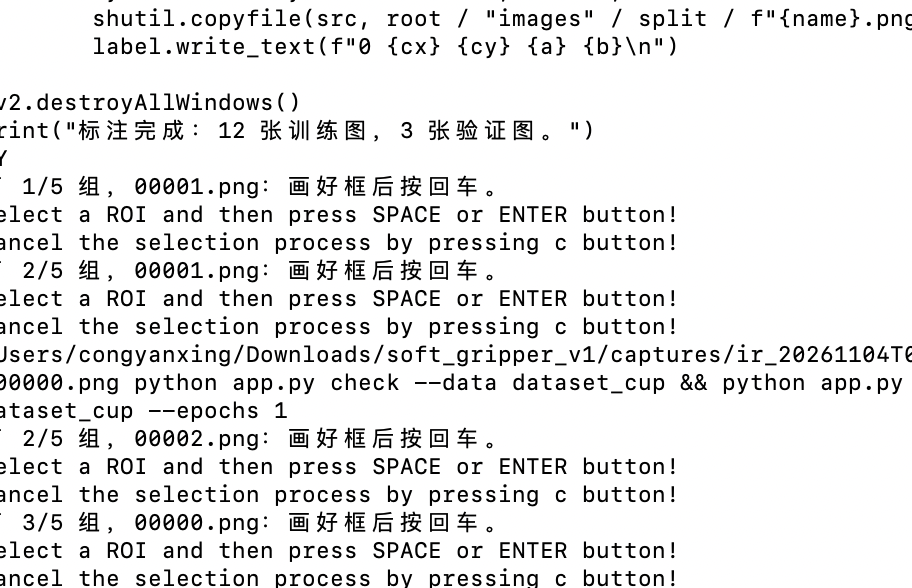 shutil.copyfile(src, root / "images" / split / f"{name}.png
label.write_text(f"0 {cx} {cy} {a} {b}\n")
v2.destroyAllWindows()
rint("标注完成：12 张训练图，3 张验证图。")
Y
1/5 组，00001.png：画好框后按回车。
elect a ROI and then press SPACE or ENTER button!
ancel the selection process by pressing c button!
2/5 组，00001.png：画好框后按回车。
elect a ROI and then press SPACE or ENTER button!
ancel the selection process by pressing c button!
Users/congyanxing/Downloads/soft_gripper_v1/captures/ir_20261104T0
00000.png python app.py check --data dataset_cup && python app.py
ataset_cup --epochs 1
2/5 组，00002.png：画好框后按回车。
elect a ROI and then press SPACE or ENTER button!
ancel the selection process by pressing c button!
3/5 组，00000.png：画好框后按回车。
elect a ROI and then press SPACE or ENTER button!
ancel the selection process by pressing c button!